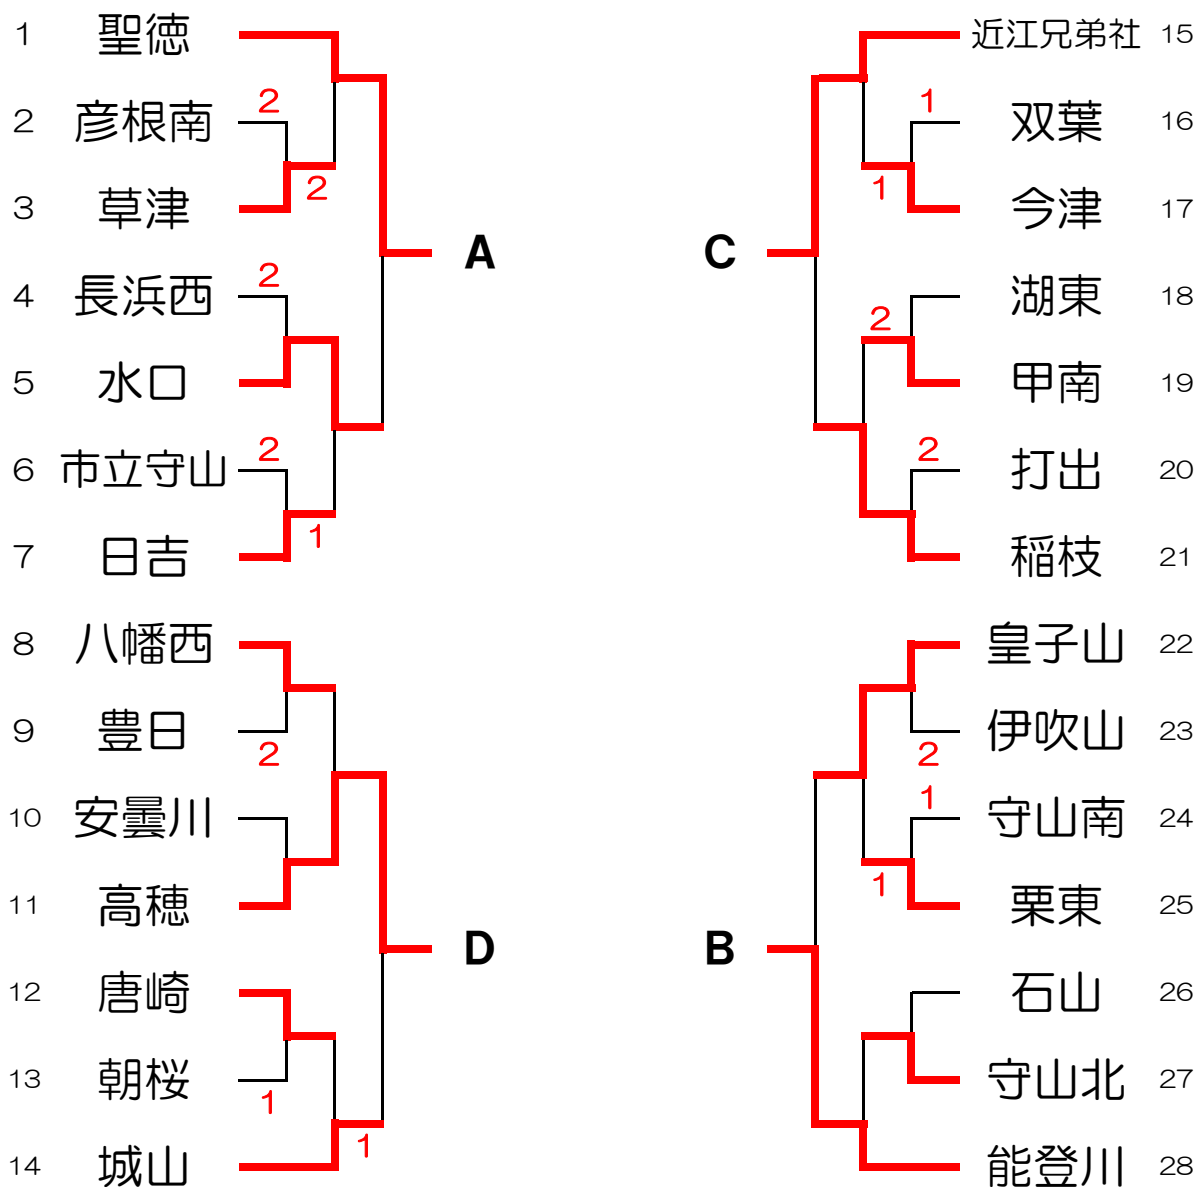 1 聖徳
2 彦根南 2
3 草津 2
4 長浜西 2
5 水口
6 市立守山 2
7 日吉 1
A
8 八幡西
9 豊日 2
10 安曇川
11 高穂
12 唐崎
13 朝桜 1
14 城山 1
D
近江兄弟社 15
1 双葉 16
1 今津 17
C
湖東 18
2 甲南 19
2 打出 20
稲枝 21
皇子山 22
2 伊吹山 23
1 守山南 24
1 栗東 25
B
石山 26
守山北 27
能登川 28